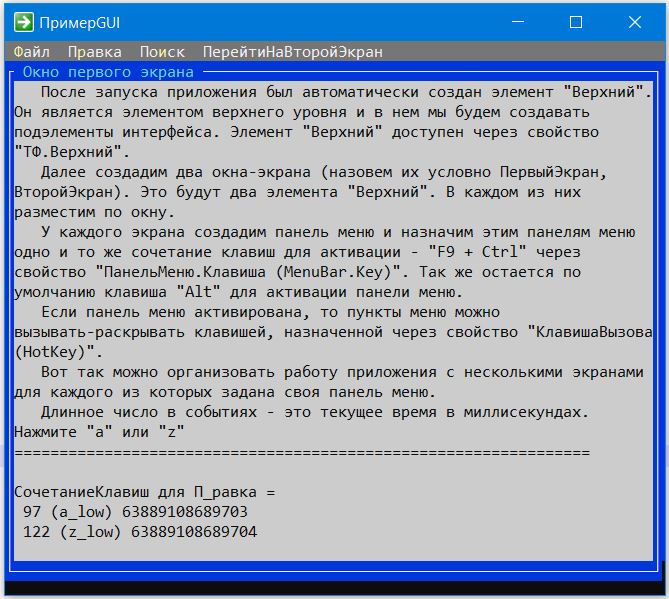 ПримерGUI
Файл Правка Поиск ПерейтиНаВторойЭкран
Окно первого экрана
После запуска приложения был автоматически создан элемент "Верхний".
Он является элементом верхнего уровня и в нем мы будем создавать
подэлементы интерфейса. Элемент "Верхний" доступен через свойство
"ТФ.Верхний".
Далее создадим два окна-экрана (назовем их условно ПервыйЭкран,
ВторойЭкран). Это будут два элемента "Верхний". В каждом из них
разместим по окну.
У каждого экрана создадим панель меню и назначим этим панелям меню
одно и то же сочетание клавиш для активации - "F9 + Ctrl" через
свойство "ПанельМеню.Клавиша (MenuBar.Key)". Так же остается по
умолчанию клавиша "Alt" для активации панели меню.
Если панель меню активирована, то пункты меню можно
вызывать-раскрывать клавишей, назначенной через свойство "КлавишаВызова
(HotKey)".
Вот так можно организовать работу приложения с несколькими экранами
для каждого из которых задана своя панель меню.
Длинное число в событиях - это текущее время в миллисекундах.
Нажмите "a" или "z"
================================================================
СочетаниеКлавиш для П_равка =
97 (a_low) 63889108689703
122 (z_low) 63889108689704